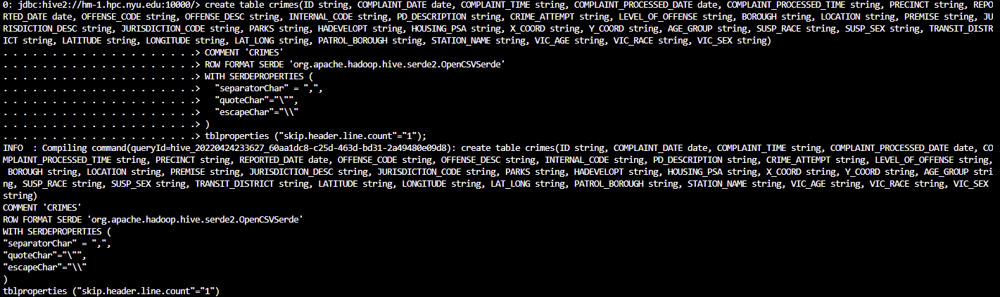 0: jdbc:hive2://hm-1.hpc.nyu.edu:10000/> create table crimes(ID string, COMPLAINT_DATE date, COMPLAINT_TIME string, COMPLAINT_PROCESSED_DATE date, COMPLAINT_PROCESSED_TIME string, PRECINCT string, REPO
RTED_DATE date, OFFENSE_CODE string, OFFENSE_DESC string, INTERNAL_CODE string, PD_DESCRIPTION string, CRIME_ATTEMPT string, LEVEL_OF_OFFENSE string, BOROUGH string, LOCATION string, PREMISE string, JU
RISDICTION_DESC string, JURISDICTION_CODE string, PARKS string, HADEVELOPT string, HOUSING_PSA string, X_COORD string, Y_COORD string, AGE_GROUP string, SUSP_RACE string, SUSP_SEX string, TRANSIT_DISTR
ICT string, LATITUDE string, LONGITUDE string, LAT_LONG string, PATROL_BOROUGH string, STATION_NAME string, VIC_AGE string, VIC_RACE string, VIC_SEX string)
. . . . . . . . . . . . . . . . . . . .> COMMENT 'CRIMES'
. . . . . . . . . . . . . . . . . . . .> ROW FORMAT SERDE 'org.apache.hadoop.hive.serde2.OpenCSVSerde'
. . . . . . . . . . . . . . . . . . . .> WITH SERDEPROPERTIES (
. . . . . . . . . . . . . . . . . . . .>   "separatorChar" = ",",
. . . . . . . . . . . . . . . . . . . .>   "quoteChar"="\"",
. . . . . . . . . . . . . . . . . . . .>   "escapeChar"="\\"
. . . . . . . . . . . . . . . . . . . .> )
. . . . . . . . . . . . . . . . . . . .> tblproperties ("skip.header.line.count"="1");
INFO  : Compiling command(queryId=hive_20220424233627_60aa1dc8-c25d-463d-bd31-2a49480e09d8): create table crimes(ID string, COMPLAINT_DATE date, COMPLAINT_TIME string, COMPLAINT_PROCESSED_DATE date, CO
MPLAINT_PROCESSED_TIME string, PRECINCT string, REPORTED_DATE date, OFFENSE_CODE string, OFFENSE_DESC string, INTERNAL_CODE string, PD_DESCRIPTION string, CRIME_ATTEMPT string, LEVEL_OF_OFFENSE string,
 BOROUGH string, LOCATION string, PREMISE string, JURISDICTION_DESC string, JURISDICTION_CODE string, PARKS string, HADEVELOPT string, HOUSING_PSA string, X_COORD string, Y_COORD string, AGE_GROUP stri
ng, SUSP_RACE string, SUSP_SEX string, TRANSIT_DISTRICT string, LATITUDE string, LONGITUDE string, LAT_LONG string, PATROL_BOROUGH string, STATION_NAME string, VIC_AGE string, VIC_RACE string, VIC_SEX
string)
COMMENT 'CRIMES'
ROW FORMAT SERDE 'org.apache.hadoop.hive.serde2.OpenCSVSerde'
WITH SERDEPROPERTIES (
"separatorChar" = ",",
"quoteChar"="\"",
"escapeChar"="\\"
)
tblproperties ("skip.header.line.count"="1")